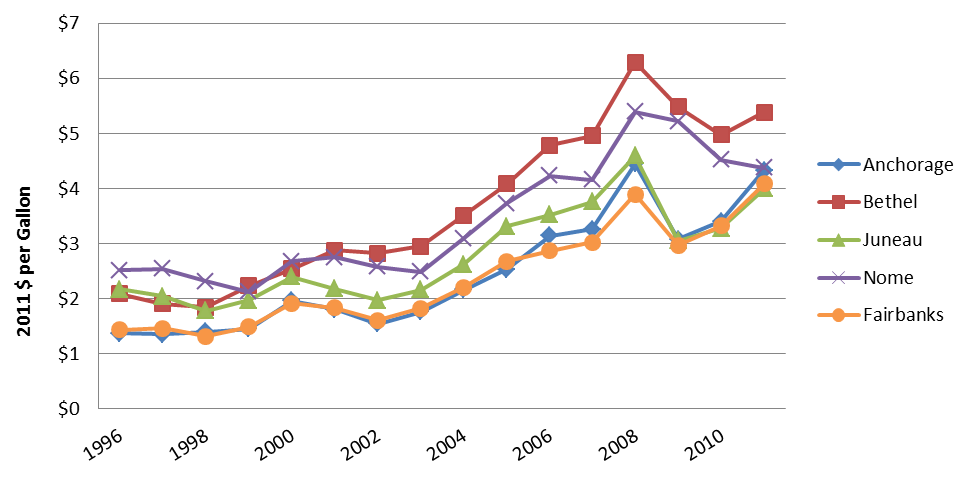 $7
$6
$5
$4
$3
$2
$1
$0
2011 $ per Gallon
1996
1998
2000
2002
2004
2006
2008
2010
Anchorage
Bethel
Juneau
Nome
Fairbanks